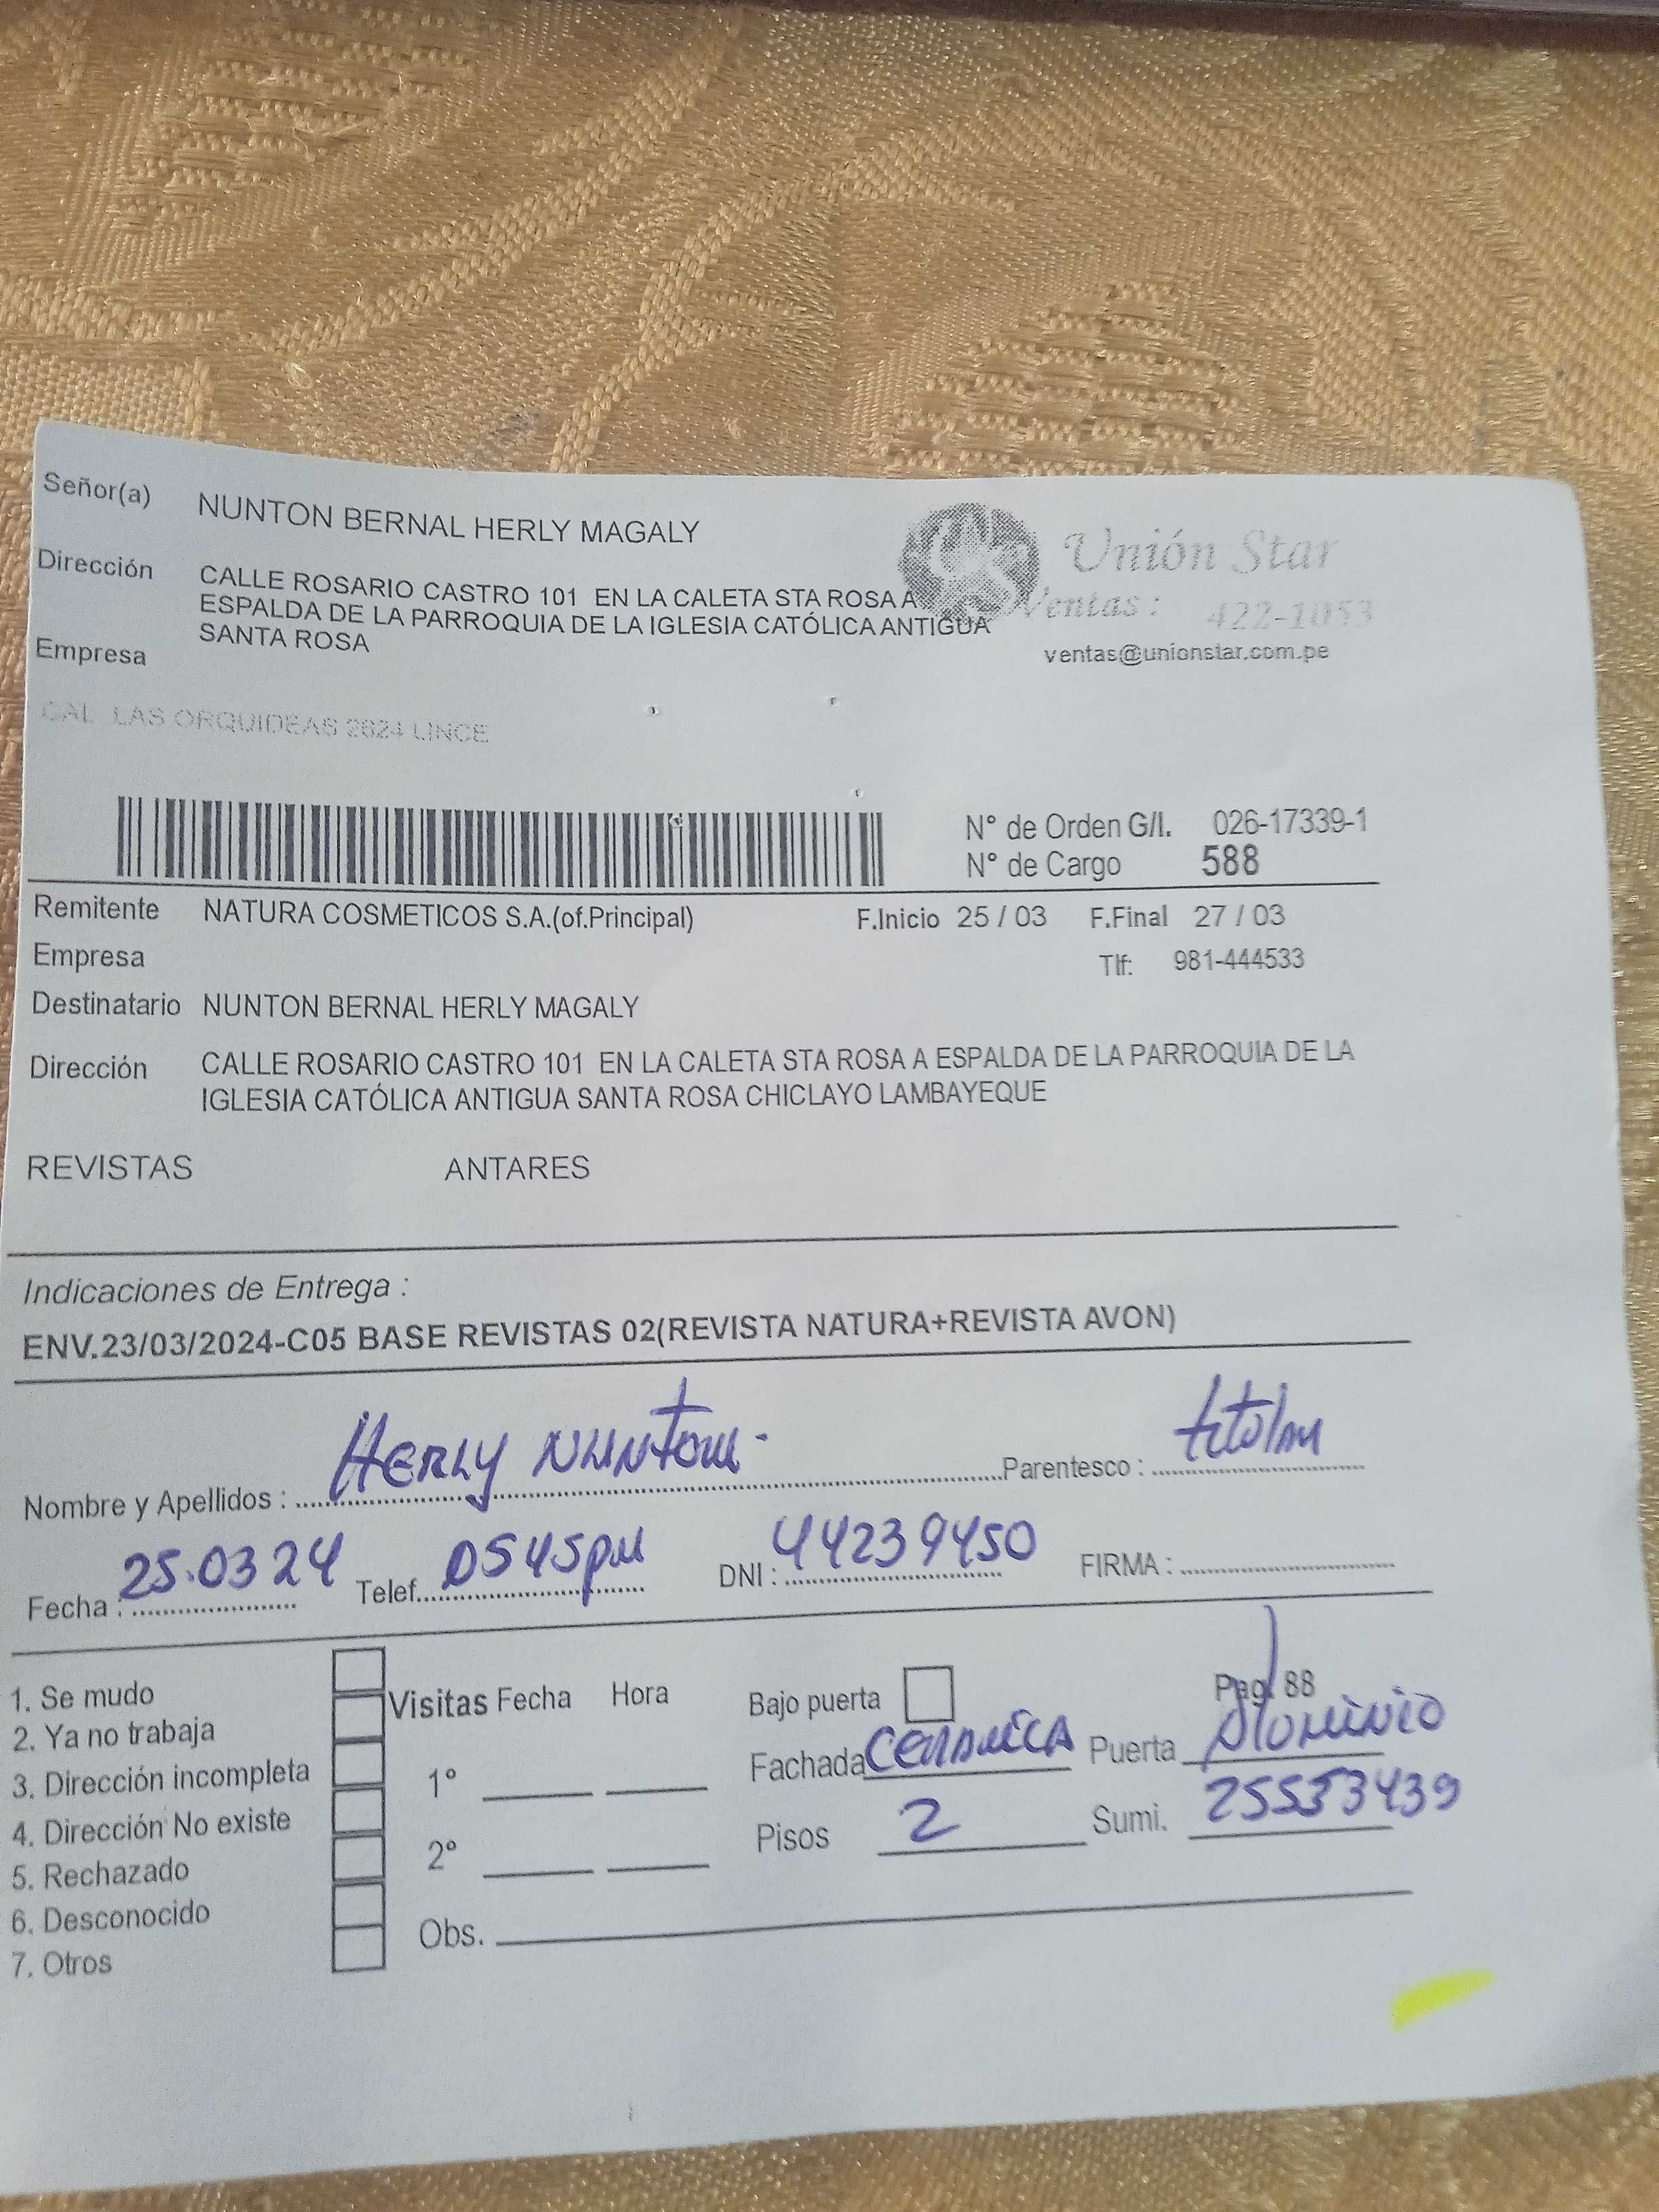 Señor(a) NUNTON BERNAL HERLY MAGALY
Unión Star
Dirección CALLE ROSARIO CASTRO 101 EN LA CALETA STA ROSA A
ESPALDA DE LA PARROQUIA DE LA IGLESIA CATÓLICA ANTIGUA
SANTA ROSA
Ventas : 422-1053
ventas@unionstar.com.pe
Empresa
CAL LAS ORQUIDEAS 2624 LINCE
N° de Orden G/I. 026-17339-1
N° de Cargo 588
Remitente NATURA COSMETICOS S.A.(of.Principal) F.Inicio 25 / 03 F.Final 27 / 03
Empresa Tlf: 981-444533
Destinatario NUNTON BERNAL HERLY MAGALY
Dirección CALLE ROSARIO CASTRO 101 EN LA CALETA STA ROSA A ESPALDA DE LA PARROQUIA DE LA
IGLESIA CATÓLICA ANTIGUA SANTA ROSA CHICLAYO LAMBAYEQUE
REVISTAS ANTARES
Indicaciones de Entrega :
ENV.23/03/2024-C05 BASE REVISTAS 02(REVISTA NATURA+REVISTA AVON)
Nombre y Apellidos : HERLY NUNTON Parentesco : titular
Fecha : 25.03 24 Telef. 0545pm DNI : 44239450 FIRMA :
1. Se mudo
2. Ya no trabaja
3. Dirección incompleta
4. Dirección No existe
5. Rechazado
6. Desconocido
7. Otros
Visitas Fecha Hora
1°
2°
Obs.
Bajo puerta Pag. 88
Fachada CERAMICA Puerta ALUMINIO
Pisos 2 Sumi. 25553439